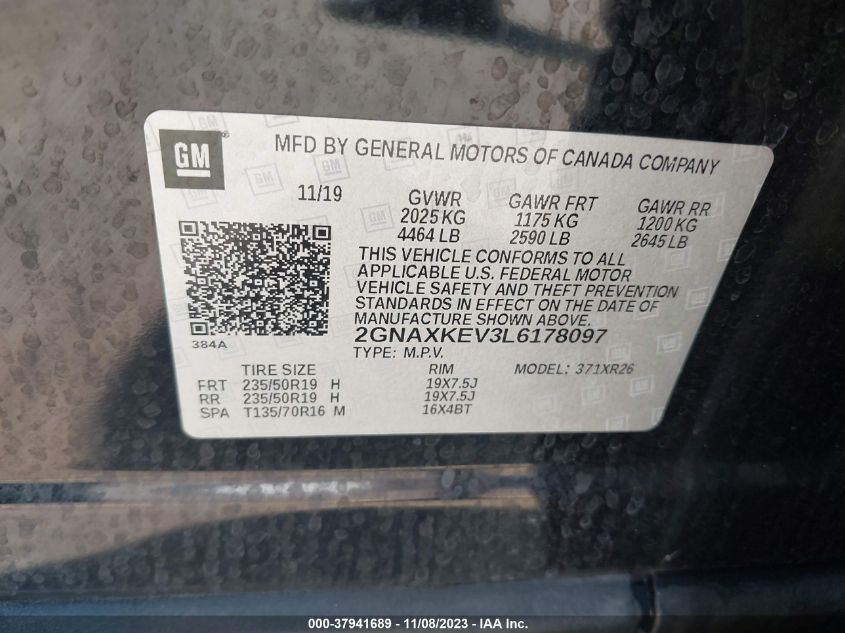 GM
MFD BY GENERAL MOTORS OF CANADA COMPANY
11/19 GVWR GAWR FRT GAWR RR
2025 KG 1175 KG 1200 KG
4464 LB 2590 LB 2645 LB
THIS VEHICLE CONFORMS TO ALL
APPLICABLE U.S. FEDERAL MOTOR
VEHICLE SAFETY AND THEFT PREVENTION
STANDARDS IN EFFECT ON THE DATE OF
MANUFACTURE SHOWN ABOVE.
384A
2GNAXKEV3L6178097
TYPE: M.P.V. MODEL: 371XR26
TIRE SIZE RIM
FRT 235/50R19 H 19X7.5J
RR 235/50R19 H 19X7.5J
SPA T135/70R16 M 16X4BT
000-37941689 - 11/08/2023 - IAA Inc.